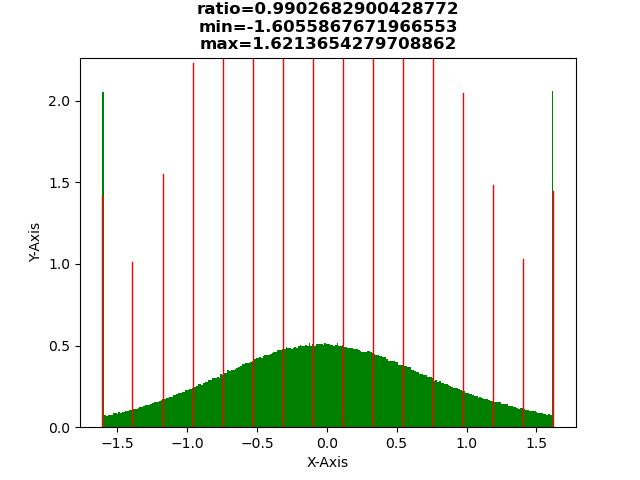 ratio=0.9902682900428772
min=-1.6055867671966553
max=1.6213654279708862
2.0
1.5
1.0
0.5
0.0
Y-Axis
−1.5 −1.0 −0.5 0.0 0.5 1.0 1.5
X-Axis